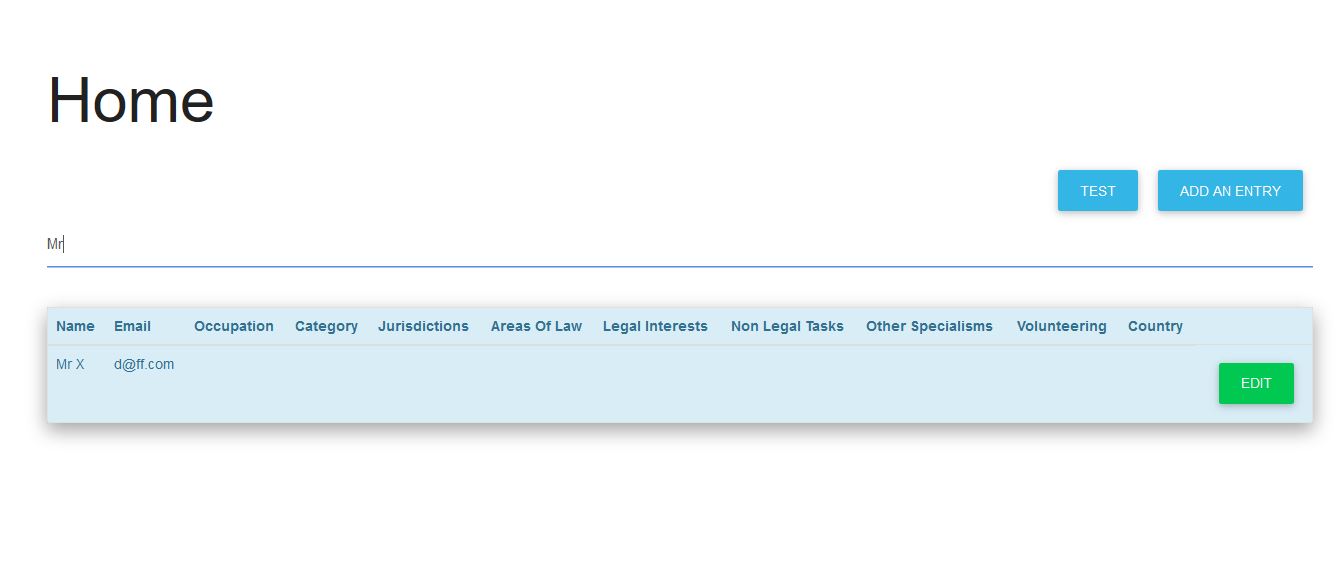 Home
TEST ADD AN ENTRY
Mr
Name Email Occupation Category Jurisdictions Areas Of Law Legal Interests Non Legal Tasks Other Specialisms Volunteering Country
Mr X d@ff.com
EDIT